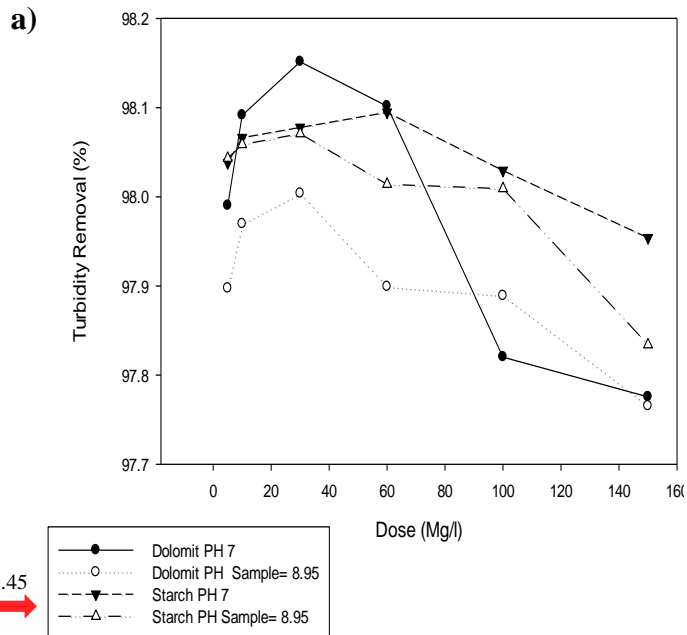 a)
98.2
98.1
98.0
97.9
97.8
97.7
Turbidity Removal (%)
0 20 40 60 80 100 120 140 160
Dose (Mg/l)
Dolomit PH 7
Dolomit PH Sample= 8.95
Starch PH 7
Starch PH Sample= 8.95
.45